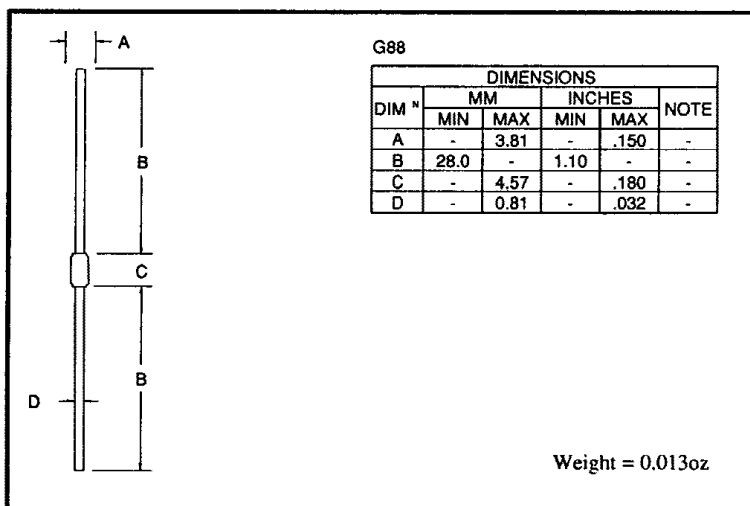 A
G88
DIMENSIONS
DIM N MM INCHES NOTE
MIN MAX MIN MAX
A - 3.81 - .150 -
B 28.0 - 1.10 - -
C - 4.57 - .180 -
D - 0.81 - .032 -
B
C
B
D
Weight = 0.013oz